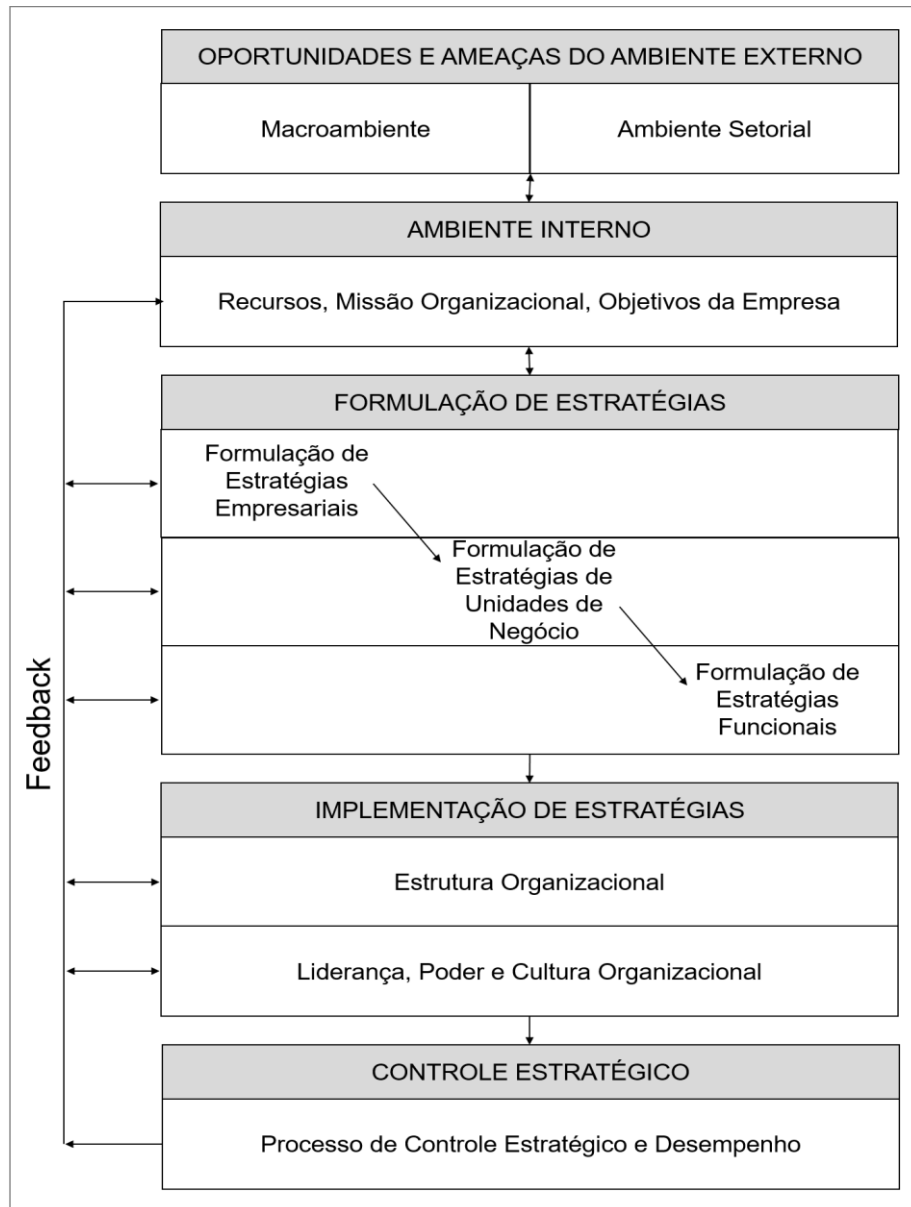 OPORTUNIDADES E AMEAÇAS DO AMBIENTE EXTERNO
Macroambiente
Ambiente Setorial
AMBIENTE INTERNO
Recursos, Missão Organizacional, Objetivos da Empresa
FORMULAÇÃO DE ESTRATÉGIAS
Formulação de
Estratégias
Empresariais
Formulação de
Estratégias de
Unidades de
Negócio
Formulação de
Estratégias
Funcionais
Feedback
IMPLEMENTAÇÃO DE ESTRATÉGIAS
Estrutura Organizacional
Liderança, Poder e Cultura Organizacional
CONTROLE ESTRATÉGICO
Processo de Controle Estratégico e Desempenho